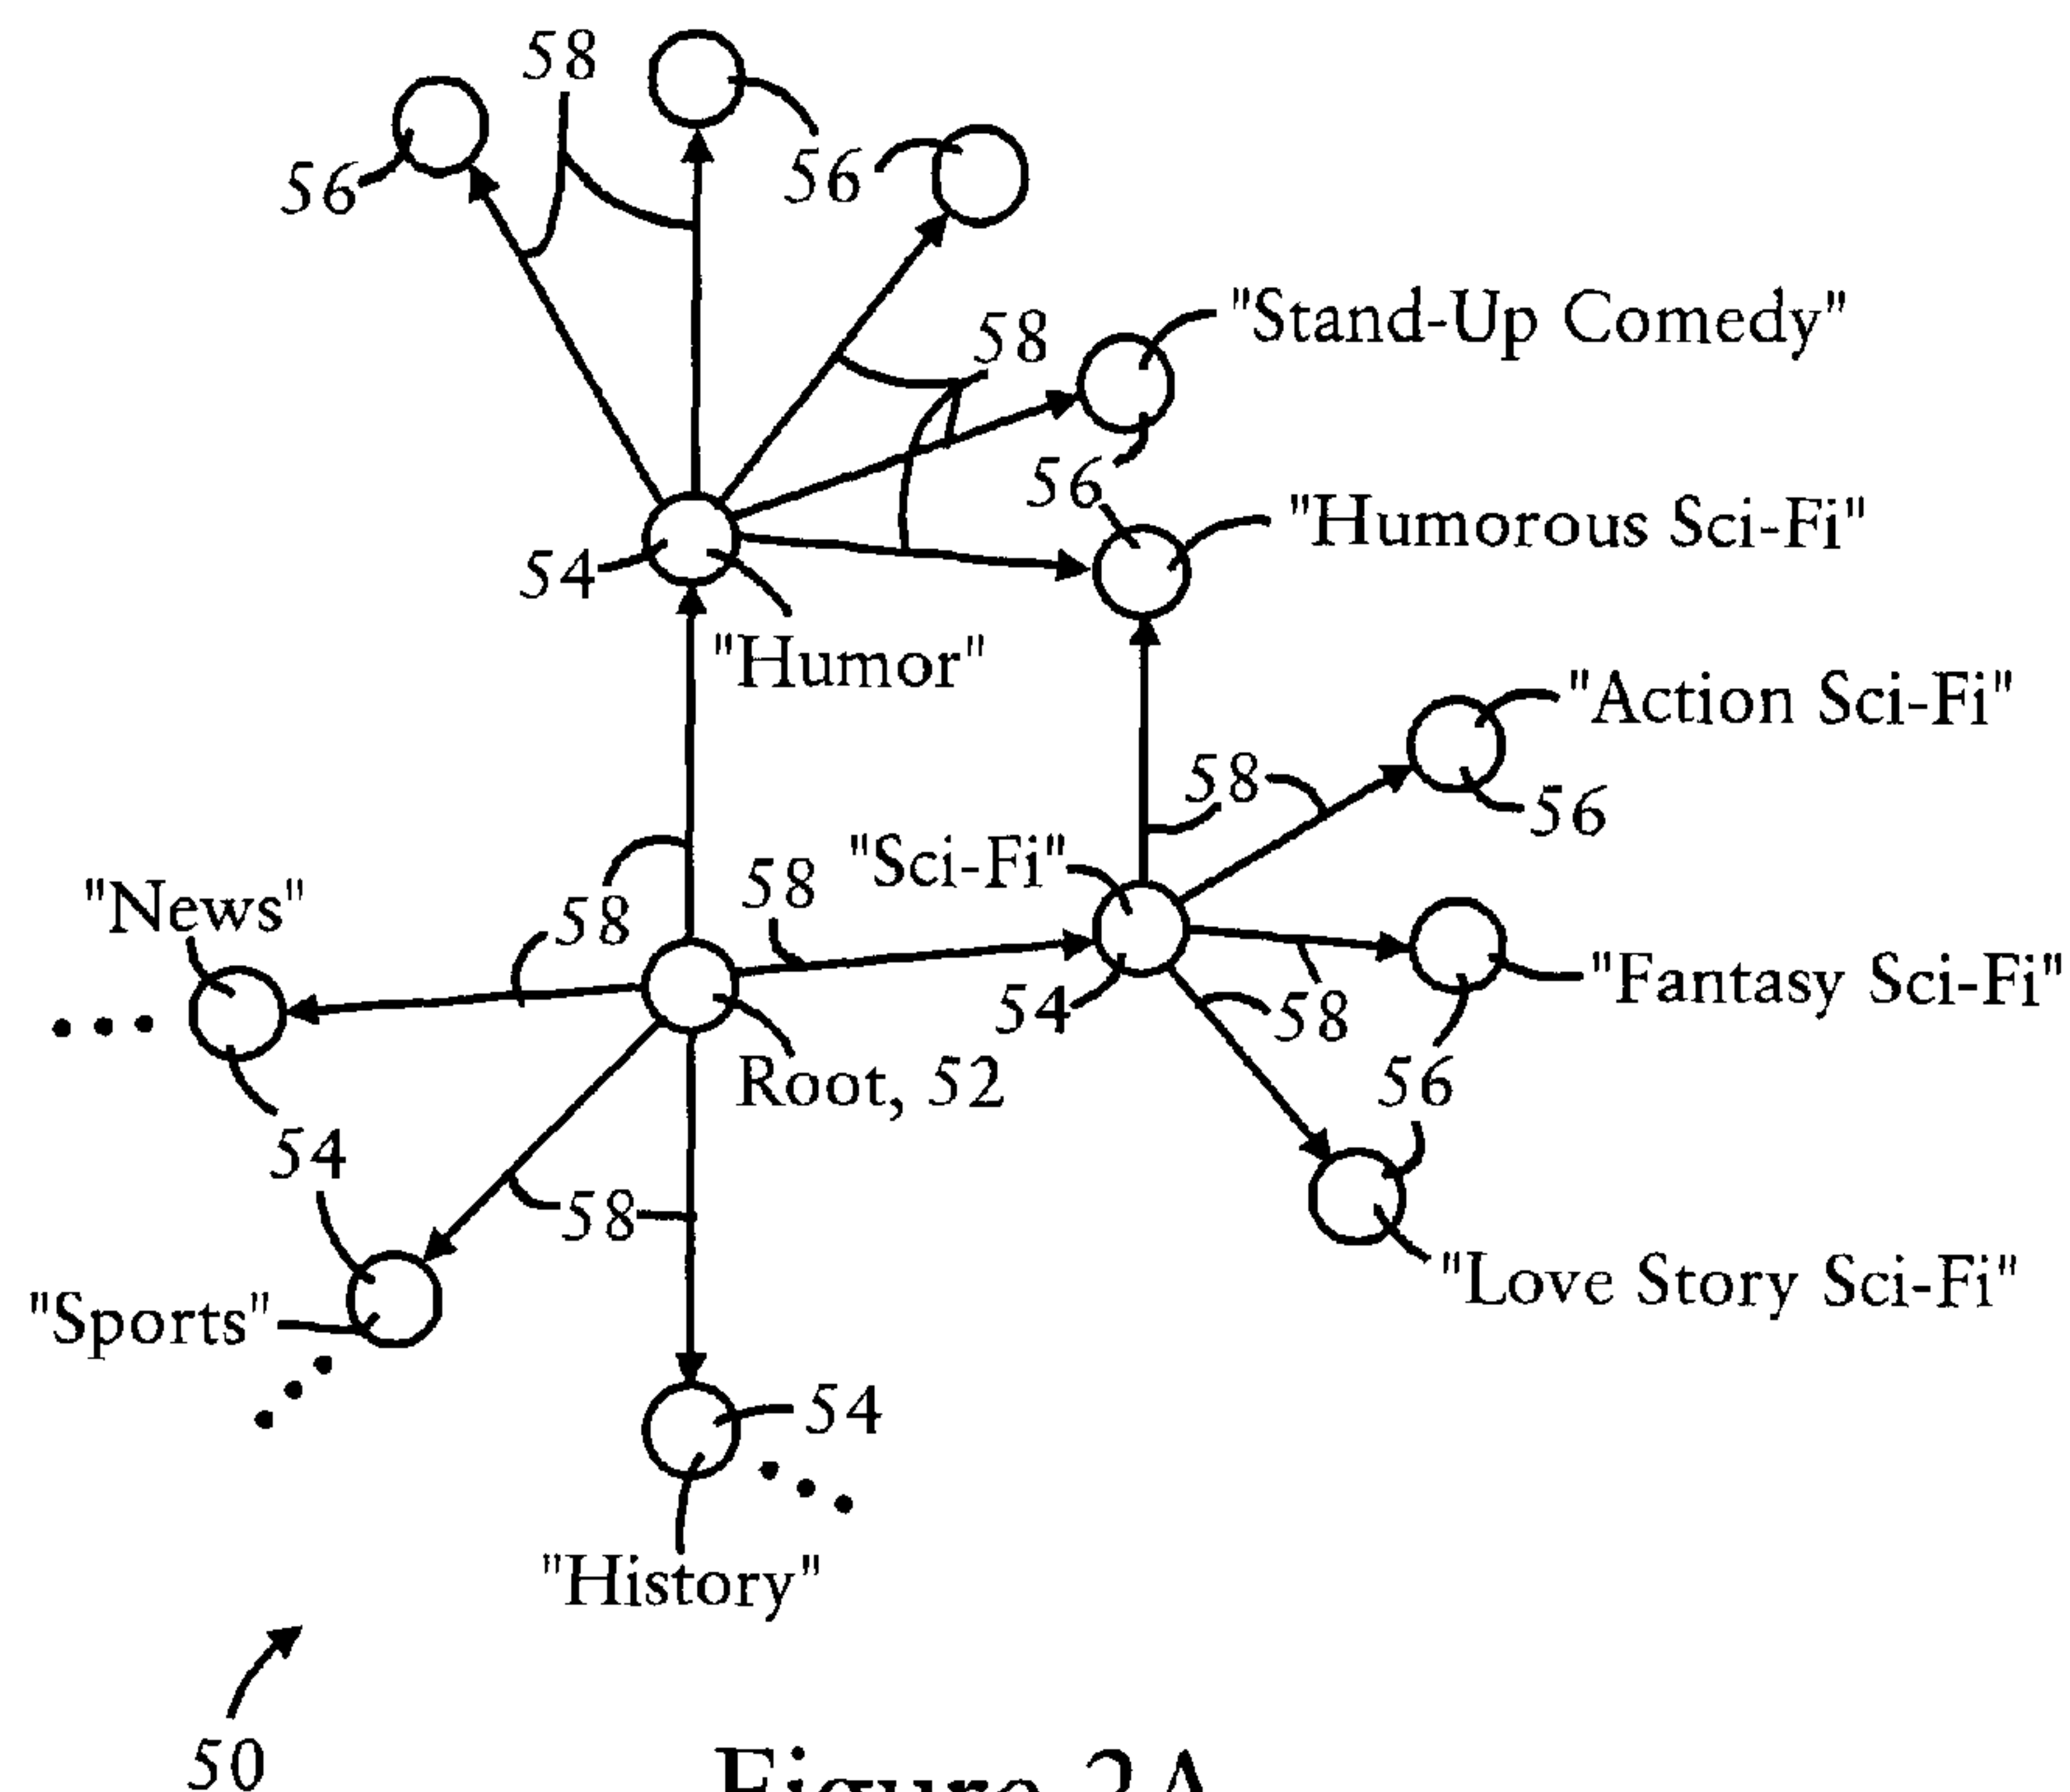 58
56
56
"Stand-Up Comedy"
58
56
"Humorous Sci-Fi"
54
"Humor"
"Action Sci-Fi"
58
56
"Sci-Fi"
58
"News"
58
"Fantasy Sci-Fi"
54
58
Root, 52
56
54
58
"Love Story Sci-Fi"
"Sports"
54
"History"
50
Figure 2A